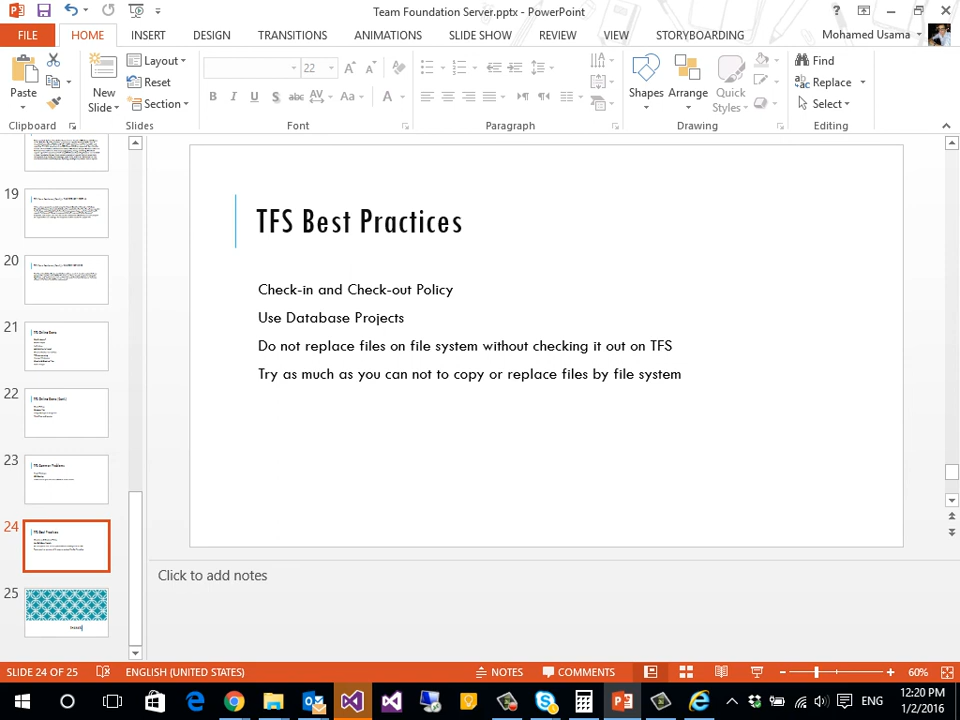 Team Foundation Server.pptx - PowerPoint
?
FILE HOME INSERT DESIGN TRANSITIONS ANIMATIONS SLIDE SHOW REVIEW VIEW STORYBOARDING Mohamed Usama
Paste
New
Slide
Layout
Reset
Section
22
B I U S abc AV Aa A
Shapes
Arrange
Quick
Styles
Find
Replace
Select
Clipboard Slides Font Paragraph Drawing Editing
19
20
21
22
23
24
25
TFS Best Practices
Check-in and Check-out Policy
Use Database Projects
Do not replace files on file system without checking it out on TFS
Try as much as you can not to copy or replace files by file system
Click to add notes
SLIDE 24 OF 25 ENGLISH (UNITED STATES) NOTES COMMENTS 60%
ENG
12:20 PM
1/2/2016